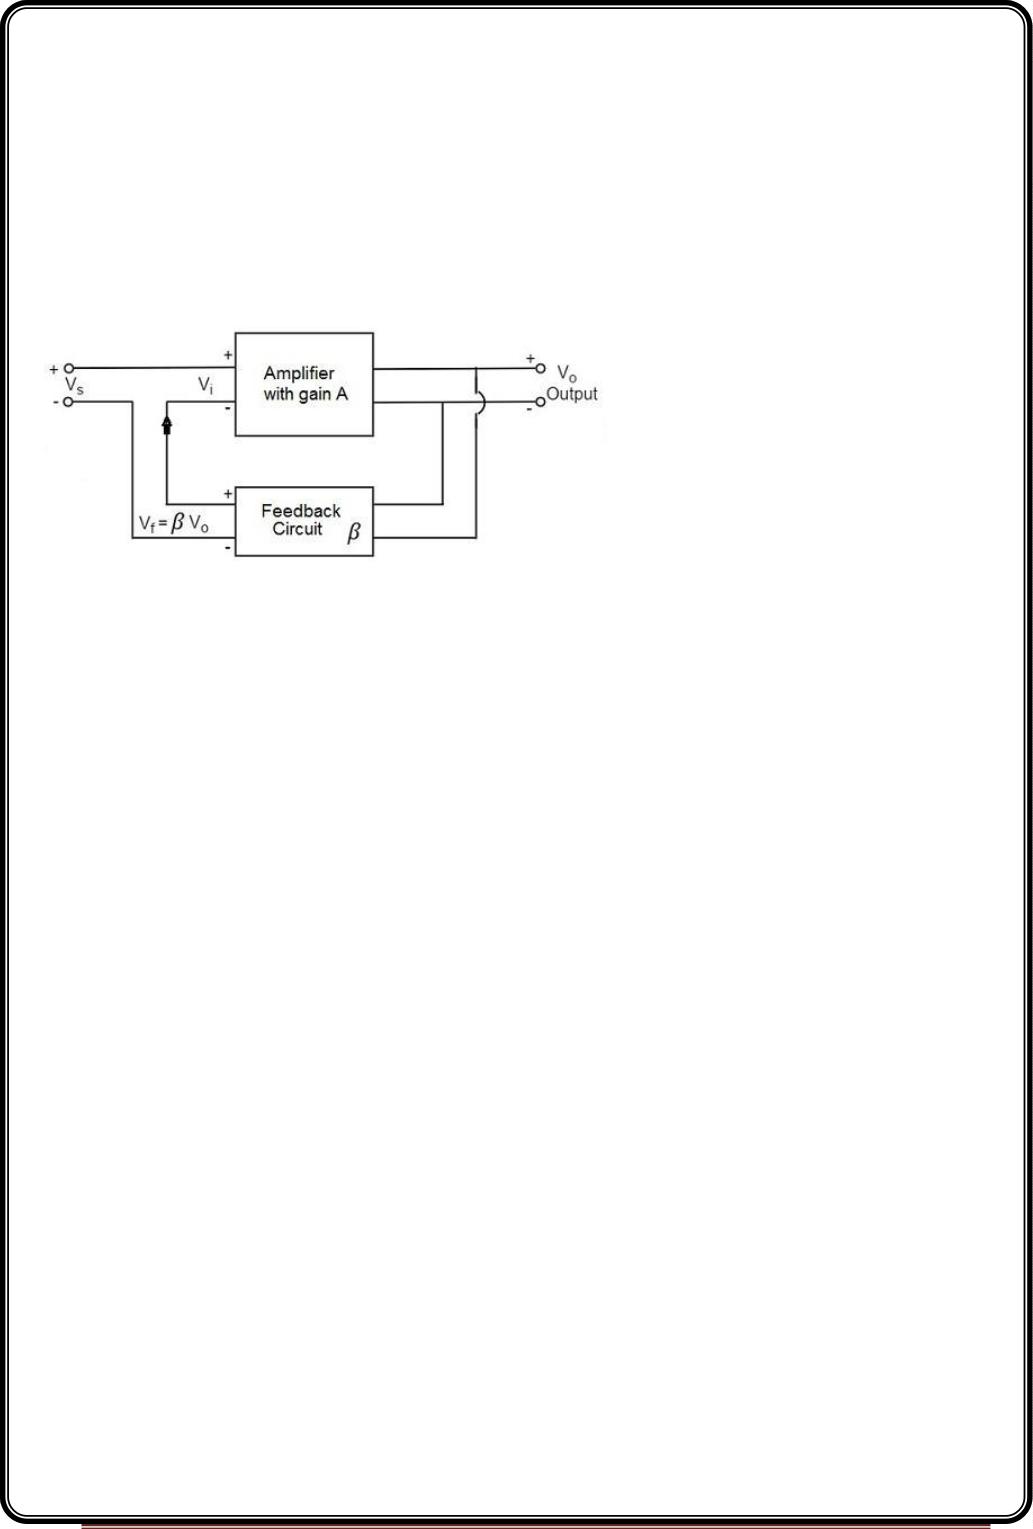 +
Vs
-
+
Vi
-
Amplifier
with gain A
+
Vo
Output
-
+
Vf = β Vo
-
Feedback
Circuit β